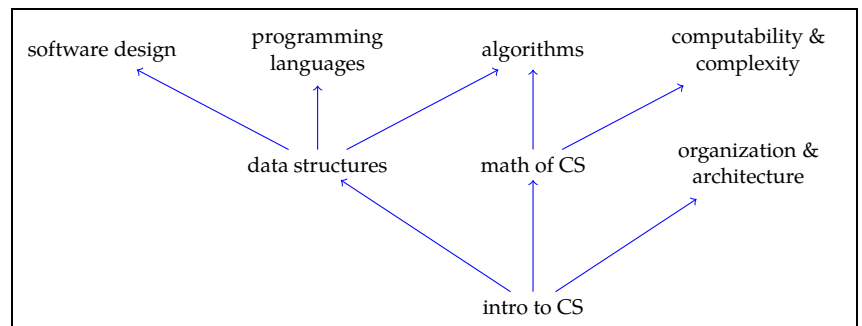 software design
programming
languages
algorithms
computability &
complexity
data structures
math of CS
organization &
architecture
intro to CS